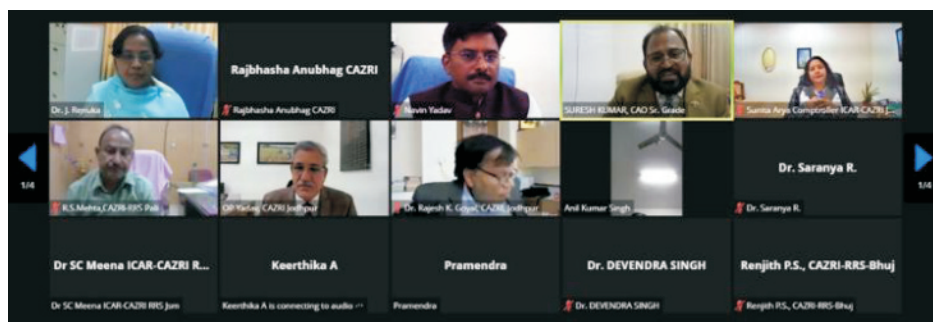 Dr. J. Renuka
Rajbhasha Anubhag CAZRI
Rajbhasha Anubhag CAZRI
Navin Yadav
SURESH KUMAR, CAO Sr. Grade
Sunita Arya Comptroller ICAR-CAZRI J...
1/4
R.S.Mehta,CAZRI-RRS Pali
OP Yadav, CAZRI Jodhpur
Dr. Rajesh K. Goyal, CAZRI, Jodhpur
Anil Kumar Singh
Dr. Saranya R.
Dr. Saranya R.
1/4
Dr SC Meena ICAR-CAZRI R...
Dr SC Meena ICAR-CAZRI RRS Jsm
Keerthika A
Keerthika A is connecting to audio ···
Pramendra
Pramendra
Dr. DEVENDRA SINGH
Dr. DEVENDRA SINGH
Renjith P.S., CAZRI-RRS-Bhuj
Renjith P.S., CAZRI-RRS-Bhuj